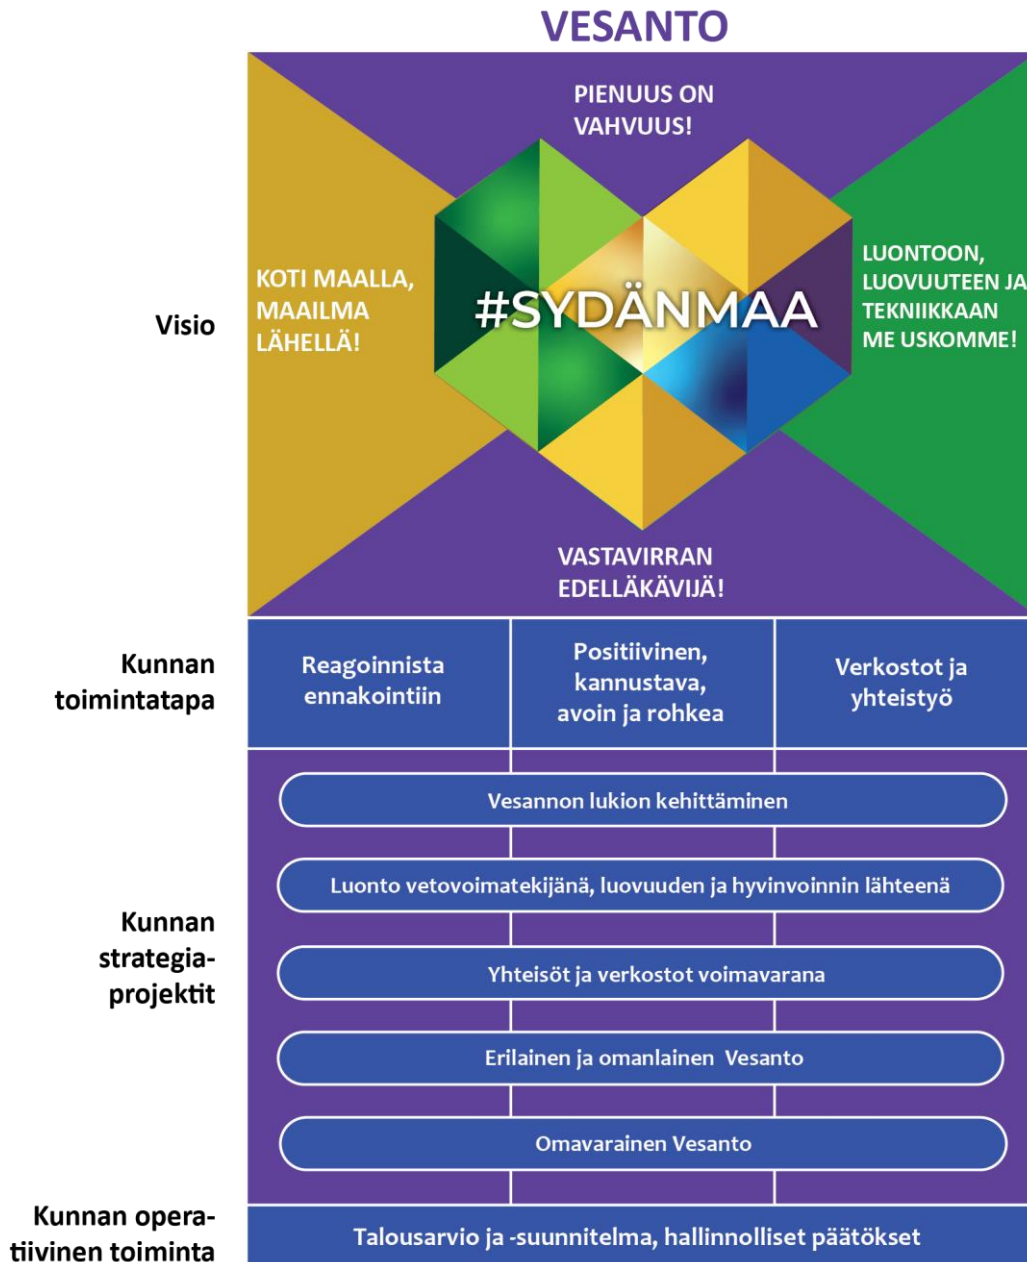 VESANTO
PIENUUS ON
VAHVUUS!
KOTI MAALLA,
MAAILMA
LÄHELLÄ!
#SYDÄNMAA
LUONTOON,
LUOVUUTEEN JA
TEKNIIKKAAN
ME USKOMME!
Visio
VASTAVIRRAN
EDELLÄKÄVIJÄ!
Kunnan
toimintatapa
Reagoinnista
ennakointiin
Positiivinen,
kannustava,
avoin ja rohkea
Verkostot ja
yhteistyö
Kunnan
strategia-
projektit
Vesannon lukion kehittäminen
Luonto vetovoimatekijänä, luovuuden ja hyvinvoinnin lähteenä
Yhteisöt ja verkostot voimavarana
Erilainen ja omanlainen Vesanto
Omavarainen Vesanto
Kunnan opera-
tiivinen toiminta
Talousarvio ja -suunnitelma, hallinnolliset päätökset